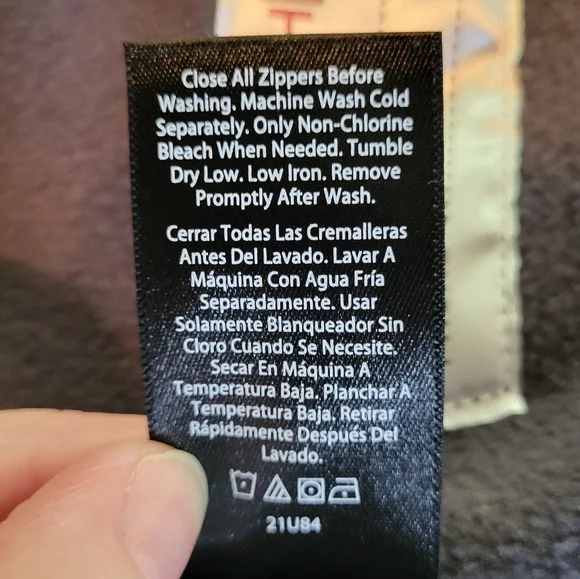 Close All Zippers Before
Washing. Machine Wash Cold
Separately. Only Non-Chlorine
Bleach When Needed. Tumble
Dry Low. Low Iron. Remove
Promptly After Wash.
Cerrar Todas Las Cremalleras
Antes Del Lavado. Lavar A
Máquina Con Agua Fría
Separadamente. Usar
Solamente Blanqueador Sin
Cloro Cuando Se Necesite.
Secar En Máquina A
Temperatura Baja. Planchar A
Temperatura Baja. Retirar
Rápidamente Después Del
Lavado.
21U84